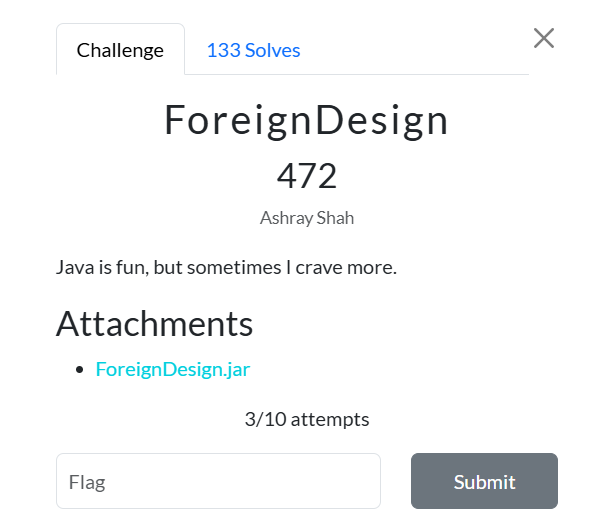 Challenge
133 Solves
ForeignDesign
472
Ashray Shah
Java is fun, but sometimes I crave more.
Attachments
ForeignDesign.jar
3/10 attempts
Flag
Submit